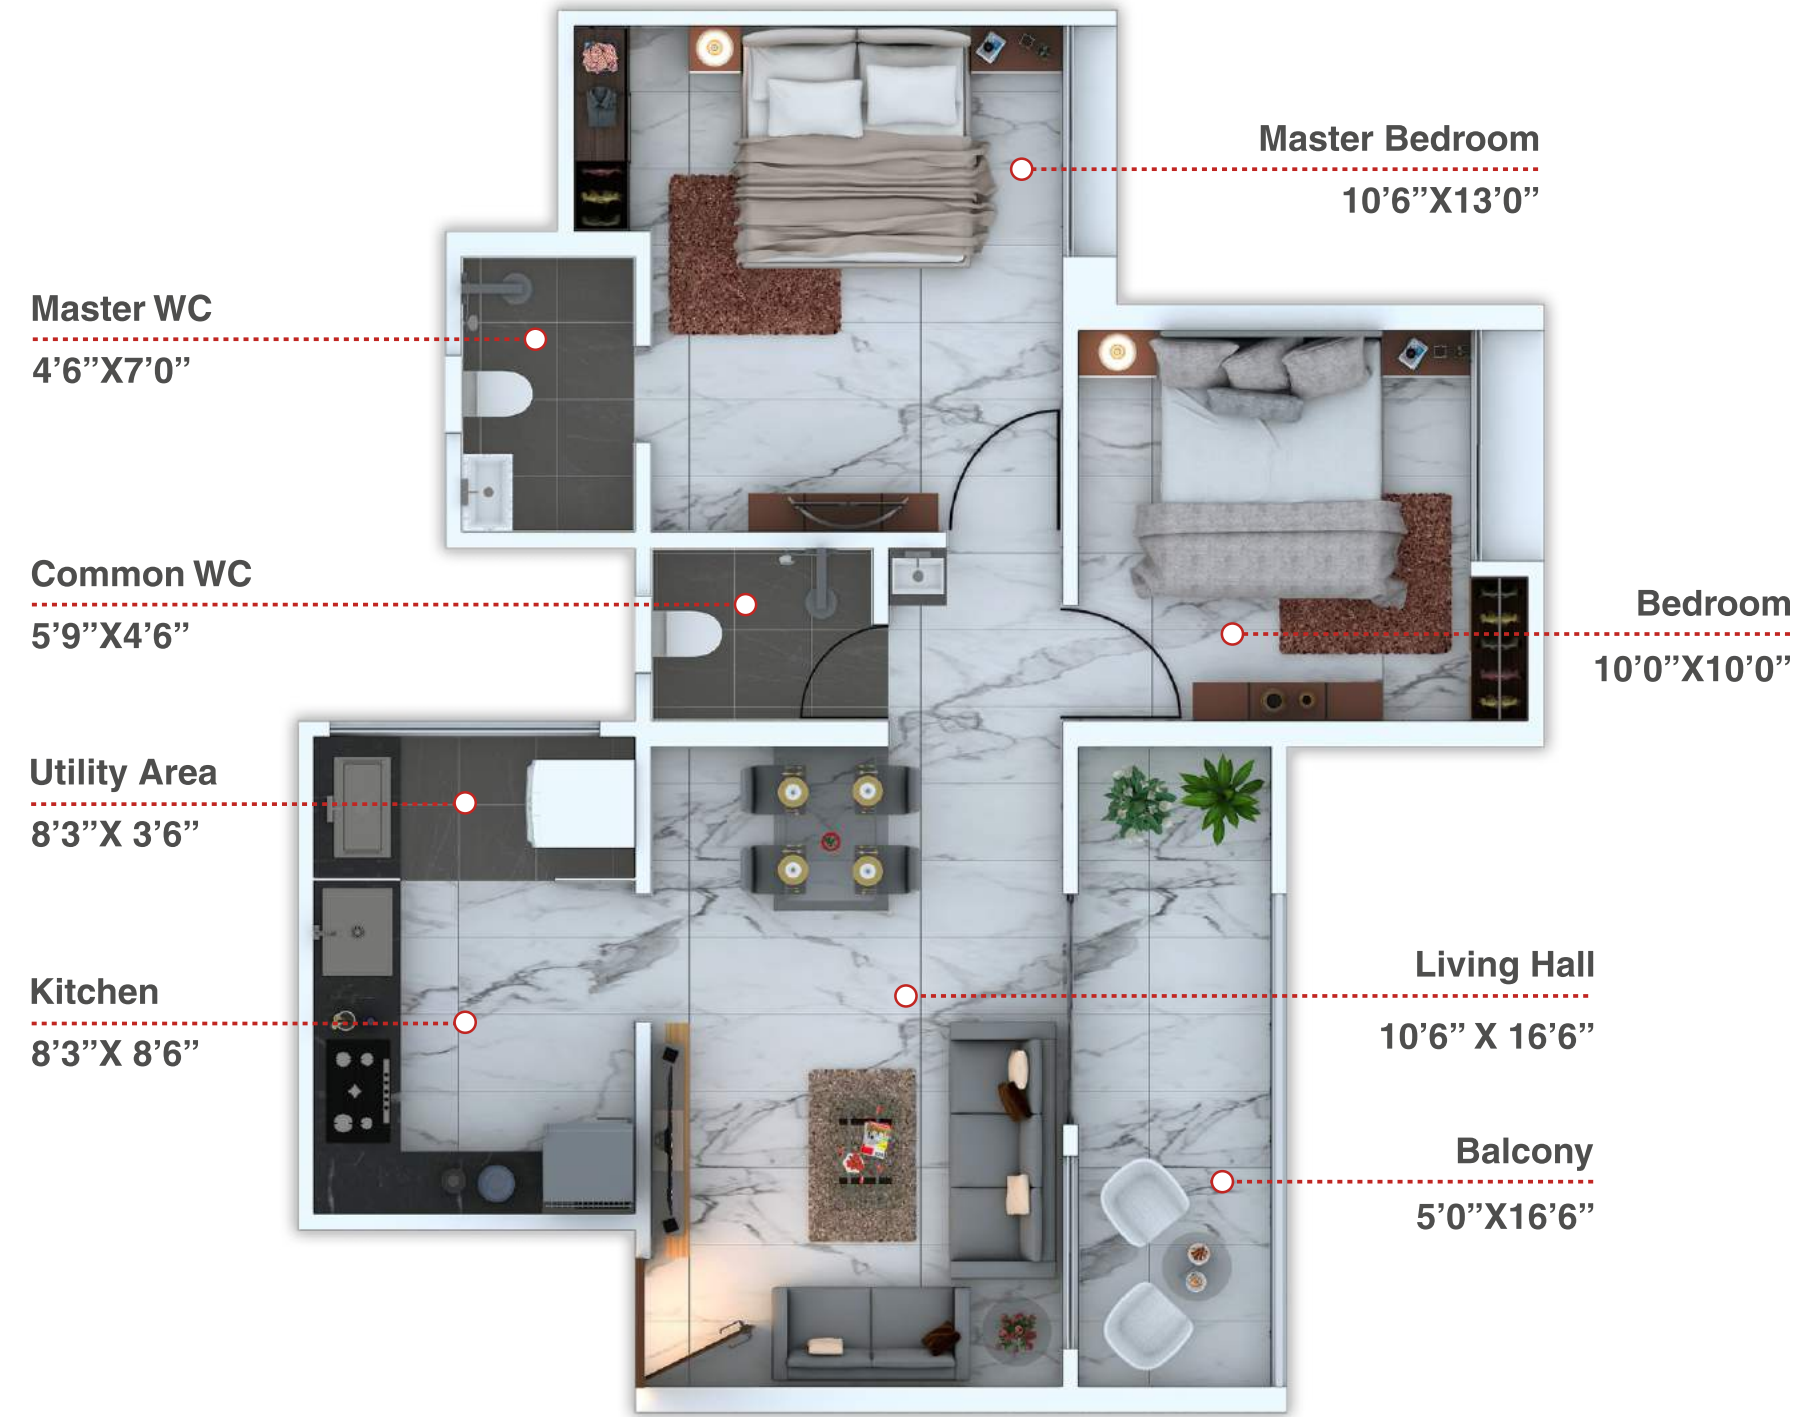 Master Bedroom
10’6”X13’0”
Master WC
4’6”X7’0”
Common WC
5’9”X4’6”
Bedroom
10’0”X10’0”
Utility Area
8’3”X 3’6”
Living Hall
10’6” X 16’6”
Kitchen
8’3”X 8’6”
Balcony
5’0”X16’6”